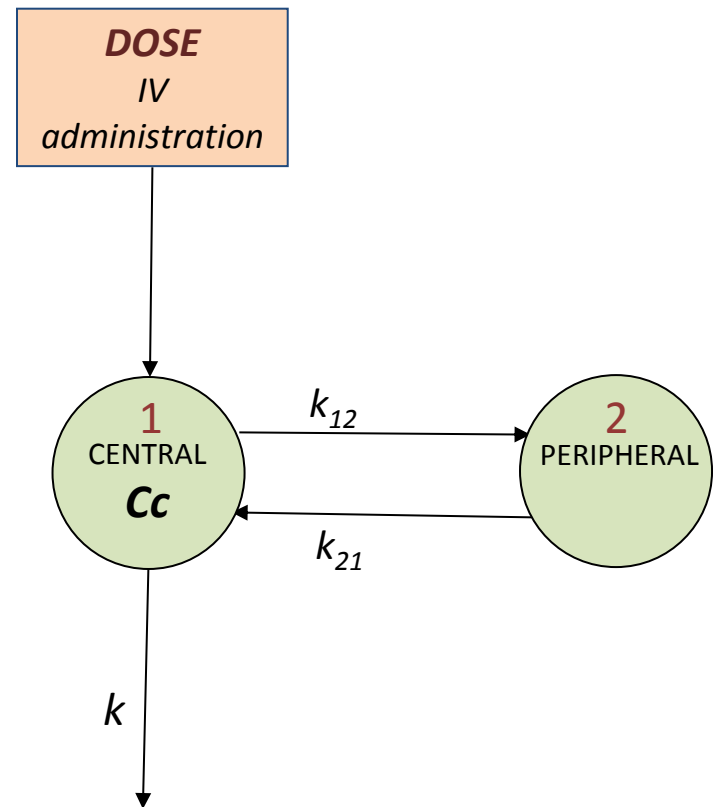 DOSE
IV
administration
1
CENTRAL
Cc
k12
2
PERIPHERAL
k21
k